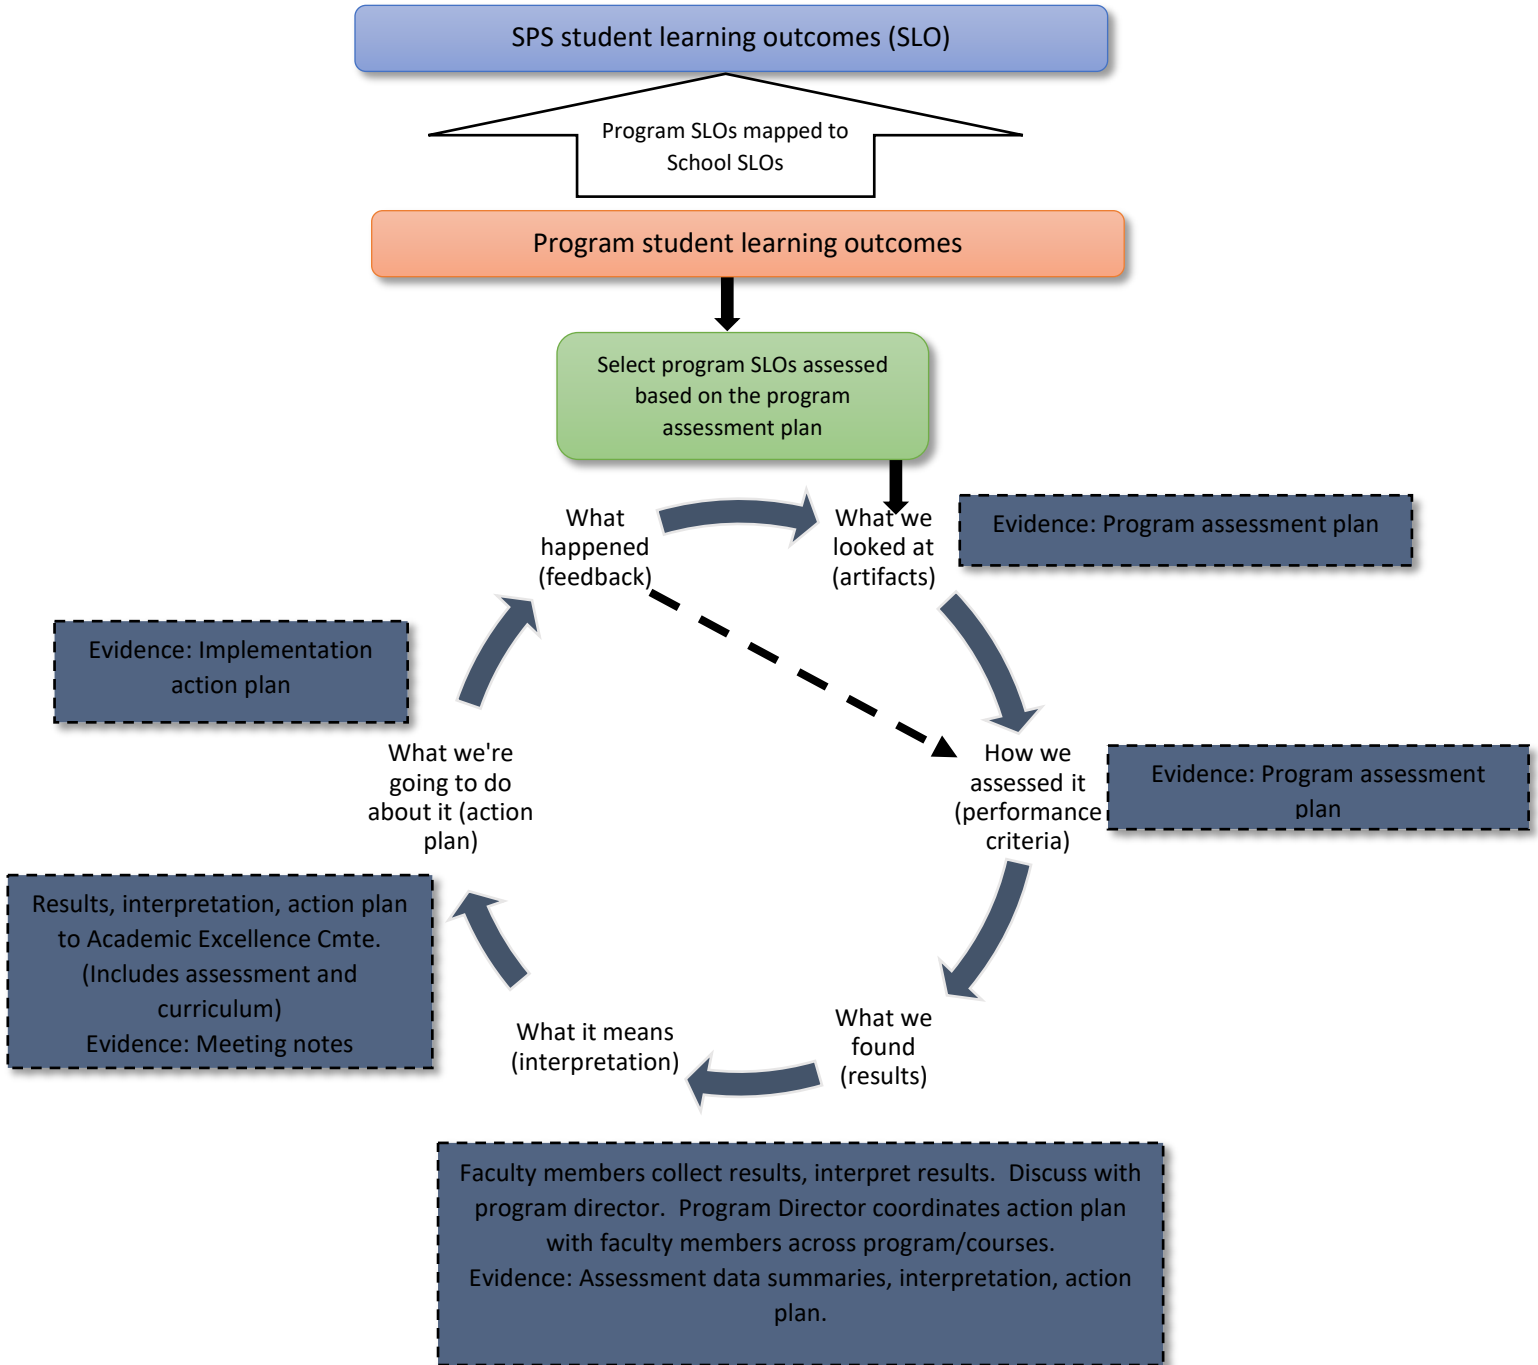 SPS student learning outcomes (SLO)
Program SLOs mapped to
School SLOs
Program student learning outcomes
Select program SLOs assessed
based on the program
assessment plan
What
happened
(feedback)
What we
looked at
(artifacts)
Evidence: Program assessment plan
Evidence: Implementation
action plan
What we're
going to do
about it (action
plan)
How we
assessed it
(performance
criteria)
Evidence: Program assessment
plan
Results, interpretation, action plan
to Academic Excellence Cmte.
(Includes assessment and
curriculum)
Evidence: Meeting notes
What it means
(interpretation)
What we
found
(results)
Faculty members collect results, interpret results.  Discuss with
program director.  Program Director coordinates action plan
with faculty members across program/courses.
Evidence: Assessment data summaries, interpretation, action
plan.